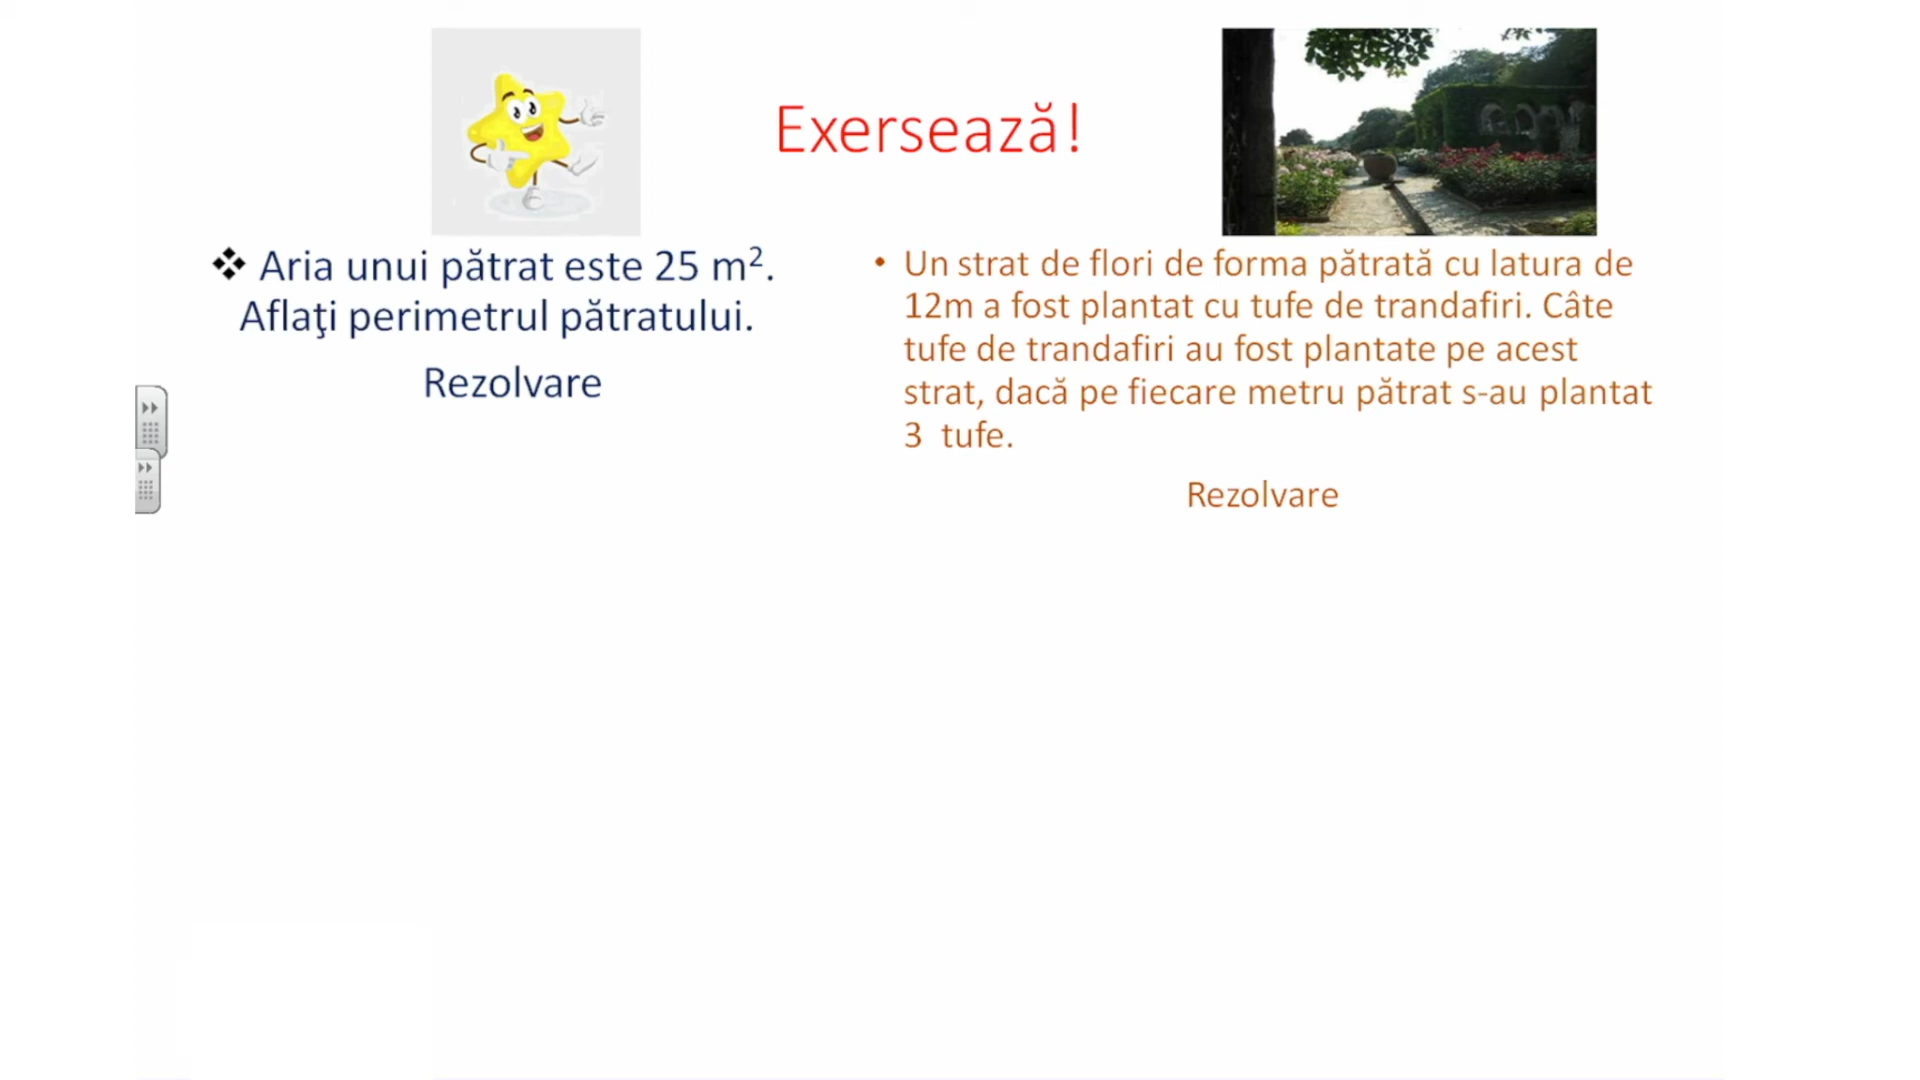 Exersează!
❖ Aria unui pătrat este 25 m².
Aflaţi perimetrul pătratului.
Rezolvare
• Un strat de flori de forma pătrată cu latura de
12m a fost plantat cu tufe de trandafiri. Câte
tufe de trandafiri au fost plantate pe acest
strat, dacă pe fiecare metru pătrat s-au plantat
3 tufe.
Rezolvare